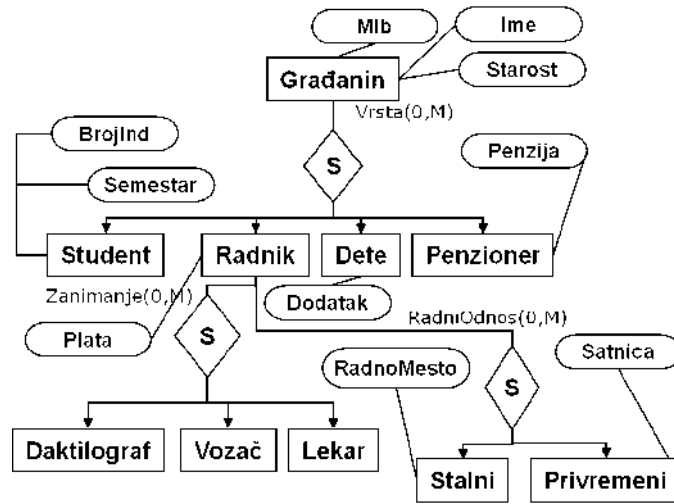 Mlb
Ime
Građanin
Starost
Vrsta(0,M)
BrojInd
S
Penzija
Semestar
Student
Radnik
Dete
Penzioner
Zanimanje(0,M)
Dodatak
RadniOdnos(0,M)
Plata
S
Satnica
RadnoMesto
S
Daktilograf
Vozač
Lekar
Stalni
Privremeni